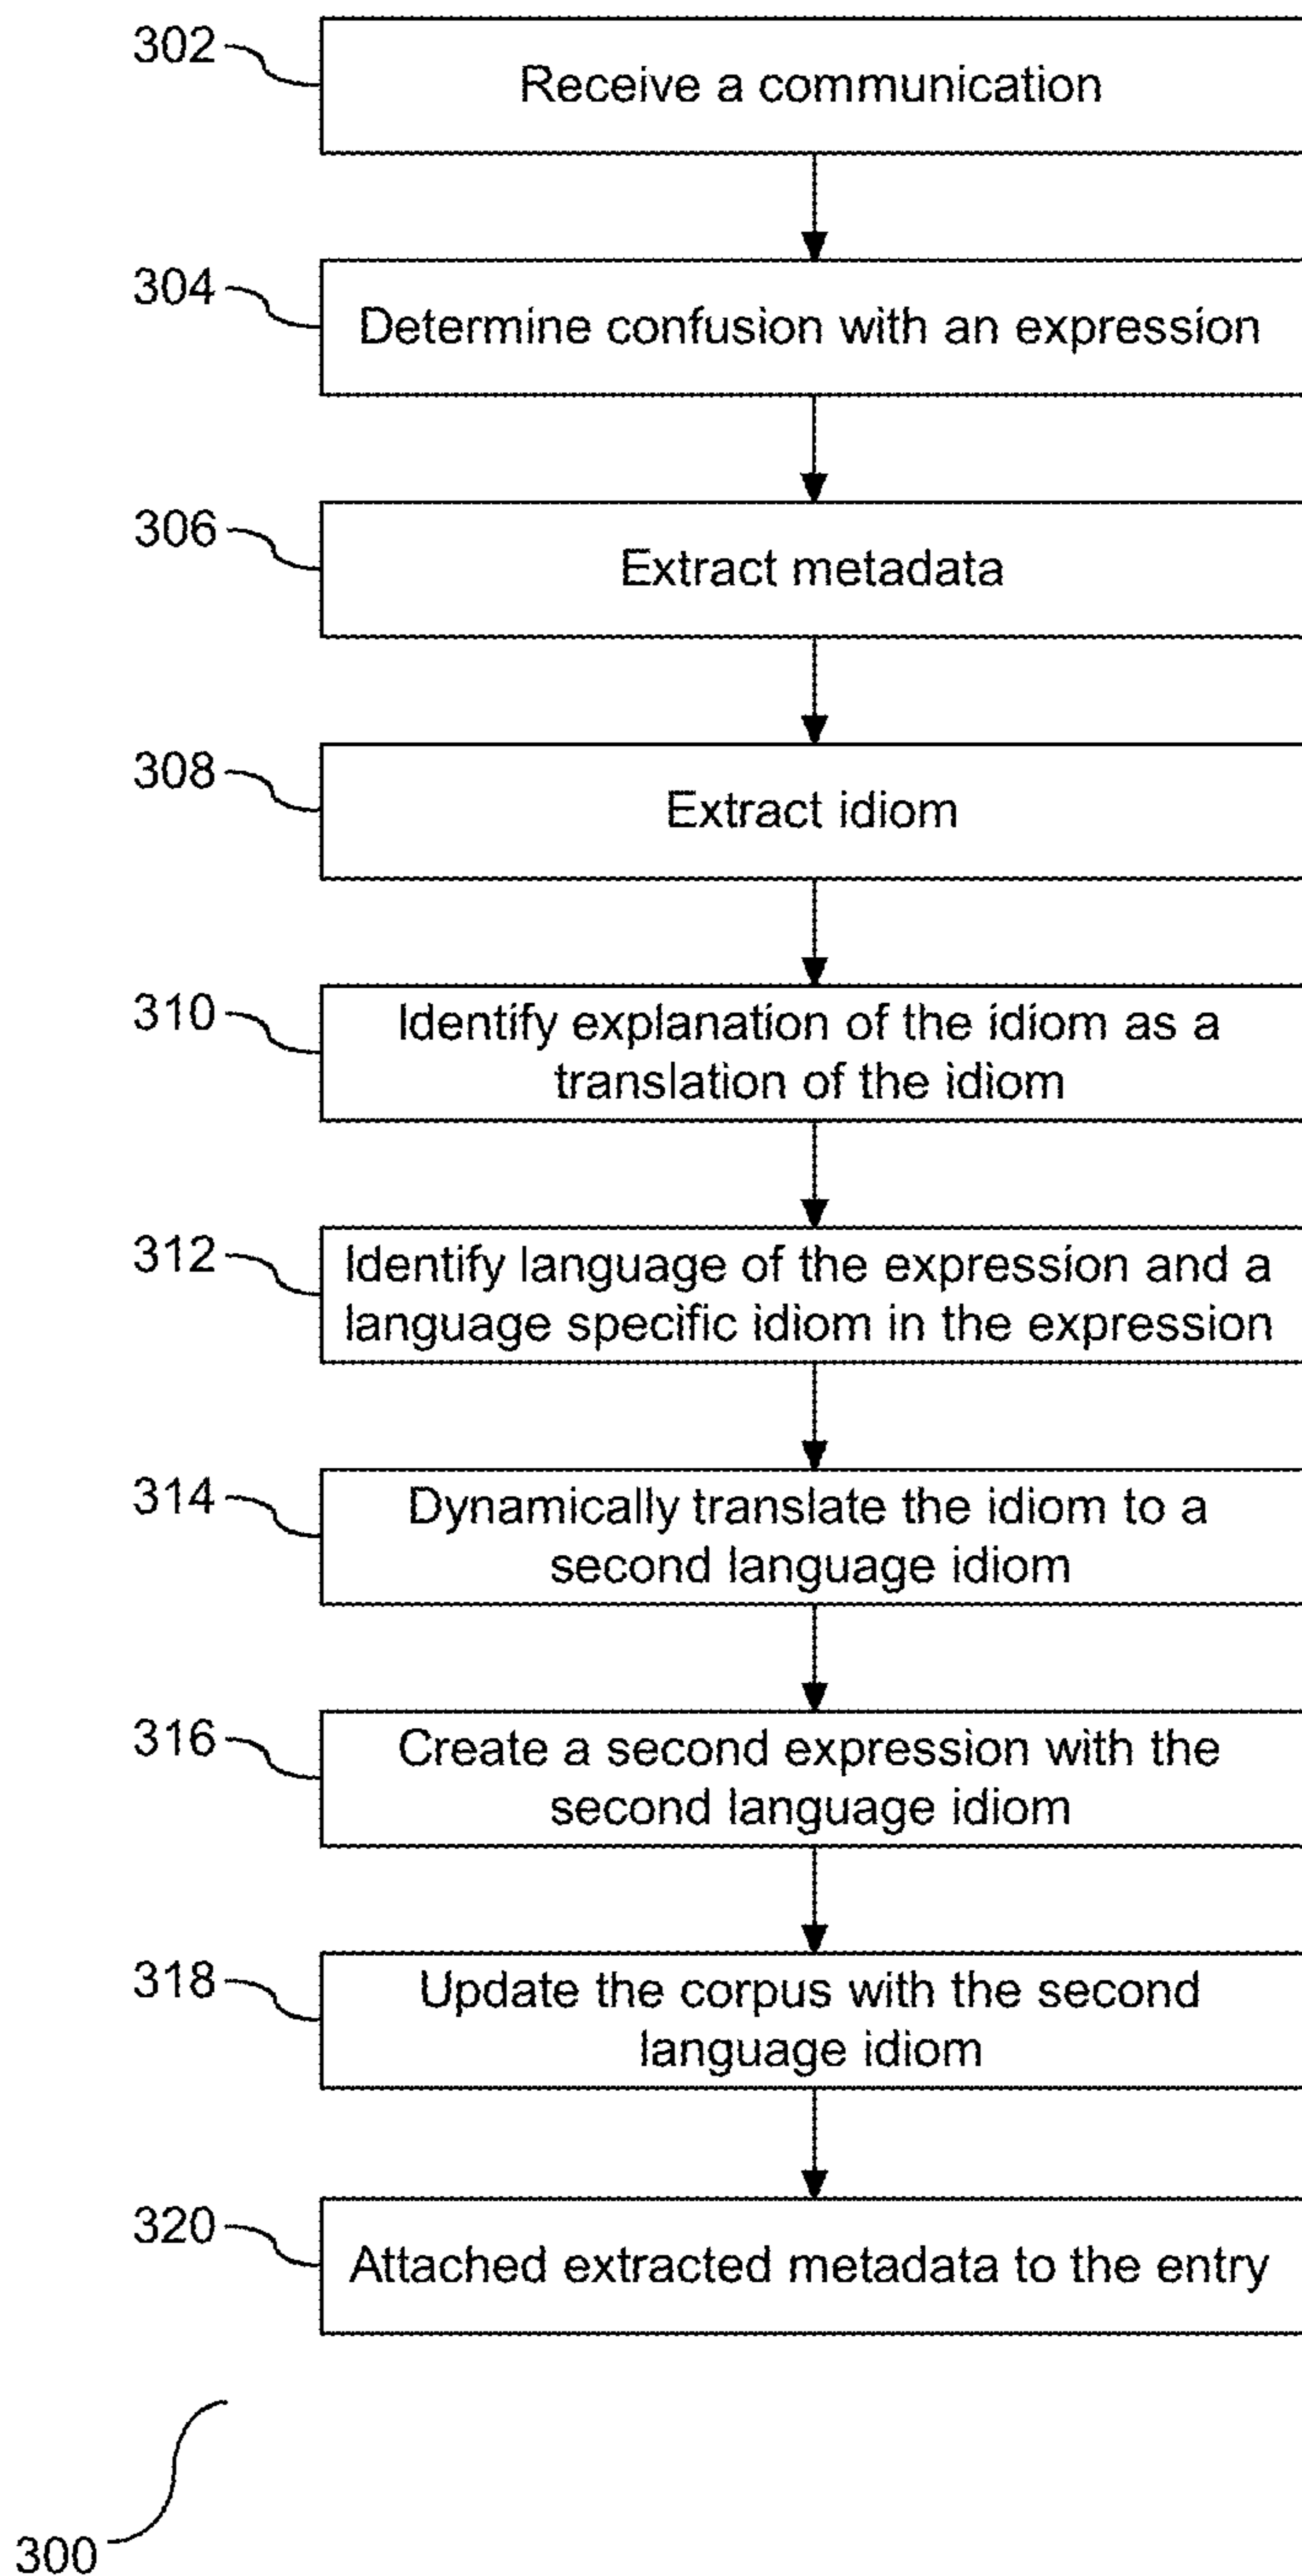 302
Receive a communication
304
Determine confusion with an expression
306
Extract metadata
308
Extract idiom
310
Identify explanation of the idiom as a
translation of the idiom
312
Identify language of the expression and a
language specific idiom in the expression
314
Dynamically translate the idiom to a
second language idiom
316
Create a second expression with the
second language idiom
318
Update the corpus with the second
language idiom
320
Attached extracted metadata to the entry
300